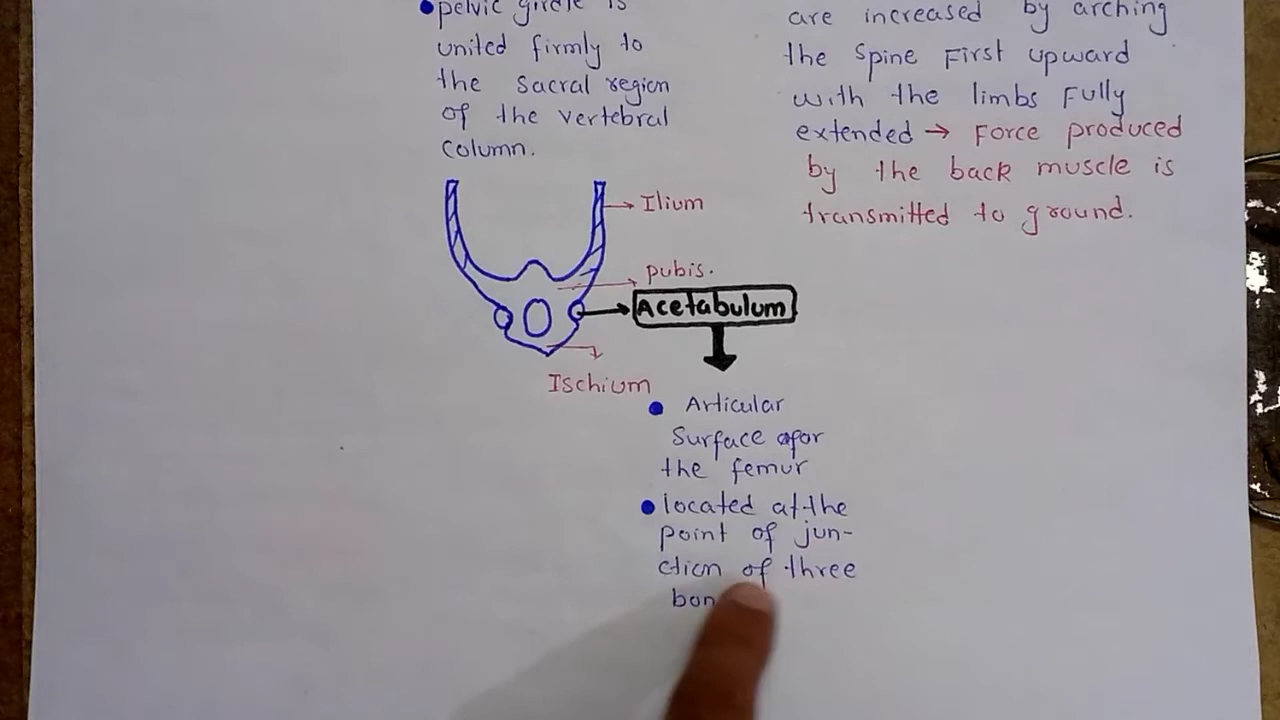 pelvic girdle is
united firmly to
the sacral region
of the vertebral
column.
are increased by arching
the spine First upward
with the limbs Fully
extended → Force produced
by the back muscle is
transmitted to ground.
Ilium
pubis.
Acetabulum
Ischium
Articular
Surface for
the femur
located at the
point of jun-
ction of three